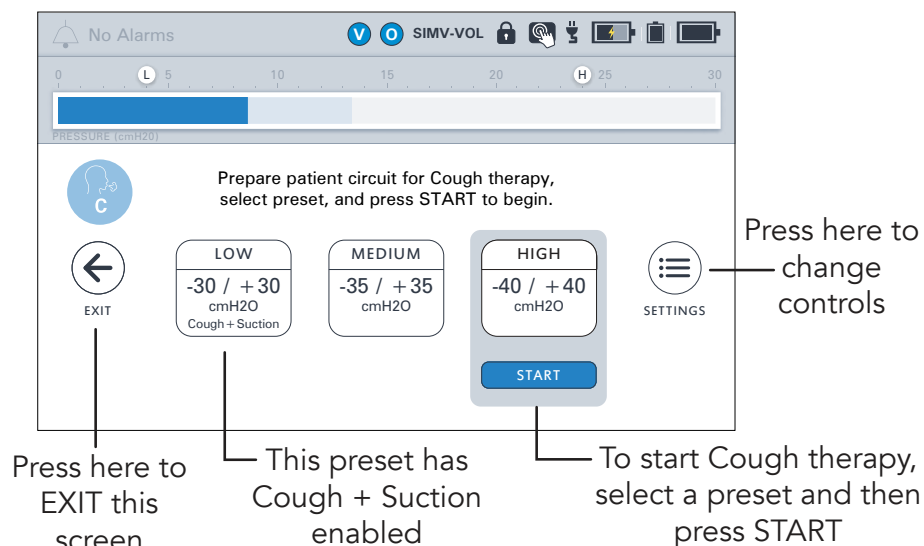 No Alarms
V O SIMV-VOL
0 L 5 10 15 20 H 25 30
PRESSURE (cmH20)
C
Prepare patient circuit for Cough therapy,
select preset, and press START to begin.
EXIT
LOW
-30 / +30
cmH2O
Cough + Suction
MEDIUM
-35 / +35
cmH2O
HIGH
-40 / +40
cmH2O
START
SETTINGS
Press here to
change
controls
Press here to
EXIT this
screen
This preset has
Cough + Suction
enabled
To start Cough therapy,
select a preset and then
press START